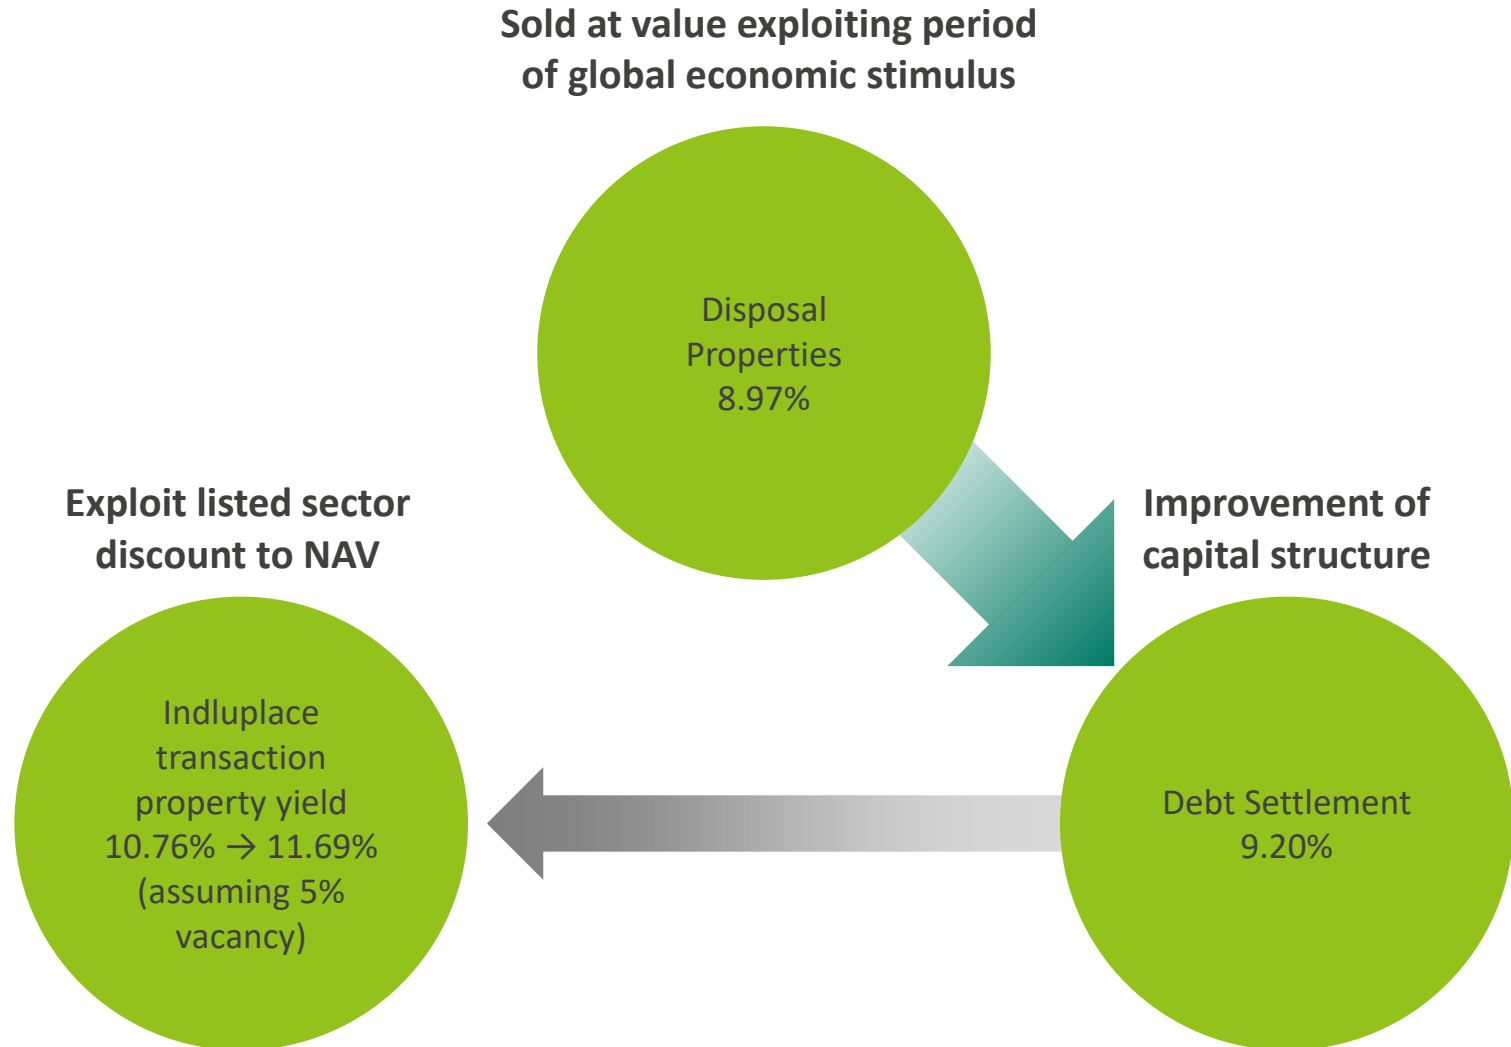 Sold at value exploiting period
of global economic stimulus
Disposal
Properties
8.97%
Exploit listed sector
discount to NAV
Improvement of
capital structure
Indluplace
transaction
property yield
10.76% → 11.69%
(assuming 5%
vacancy)
Debt Settlement
9.20%